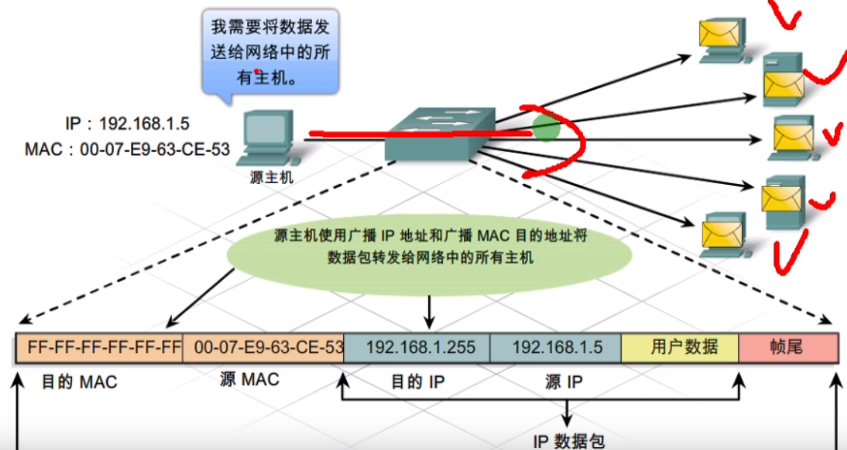 我需要将数据发
送给网络中的所
有主机。
IP：192.168.1.5
MAC：00-07-E9-63-CE-53
源主机
源主机使用广播 IP 地址和广播 MAC 目的地址将
数据包转发给网络中的所有主机
FF-FF-FF-FF-FF-FF 00-07-E9-63-CE-53 192.168.1.255 192.168.1.5 用户数据 帧尾
目的 MAC 源 MAC 目的 IP 源 IP
IP 数据包